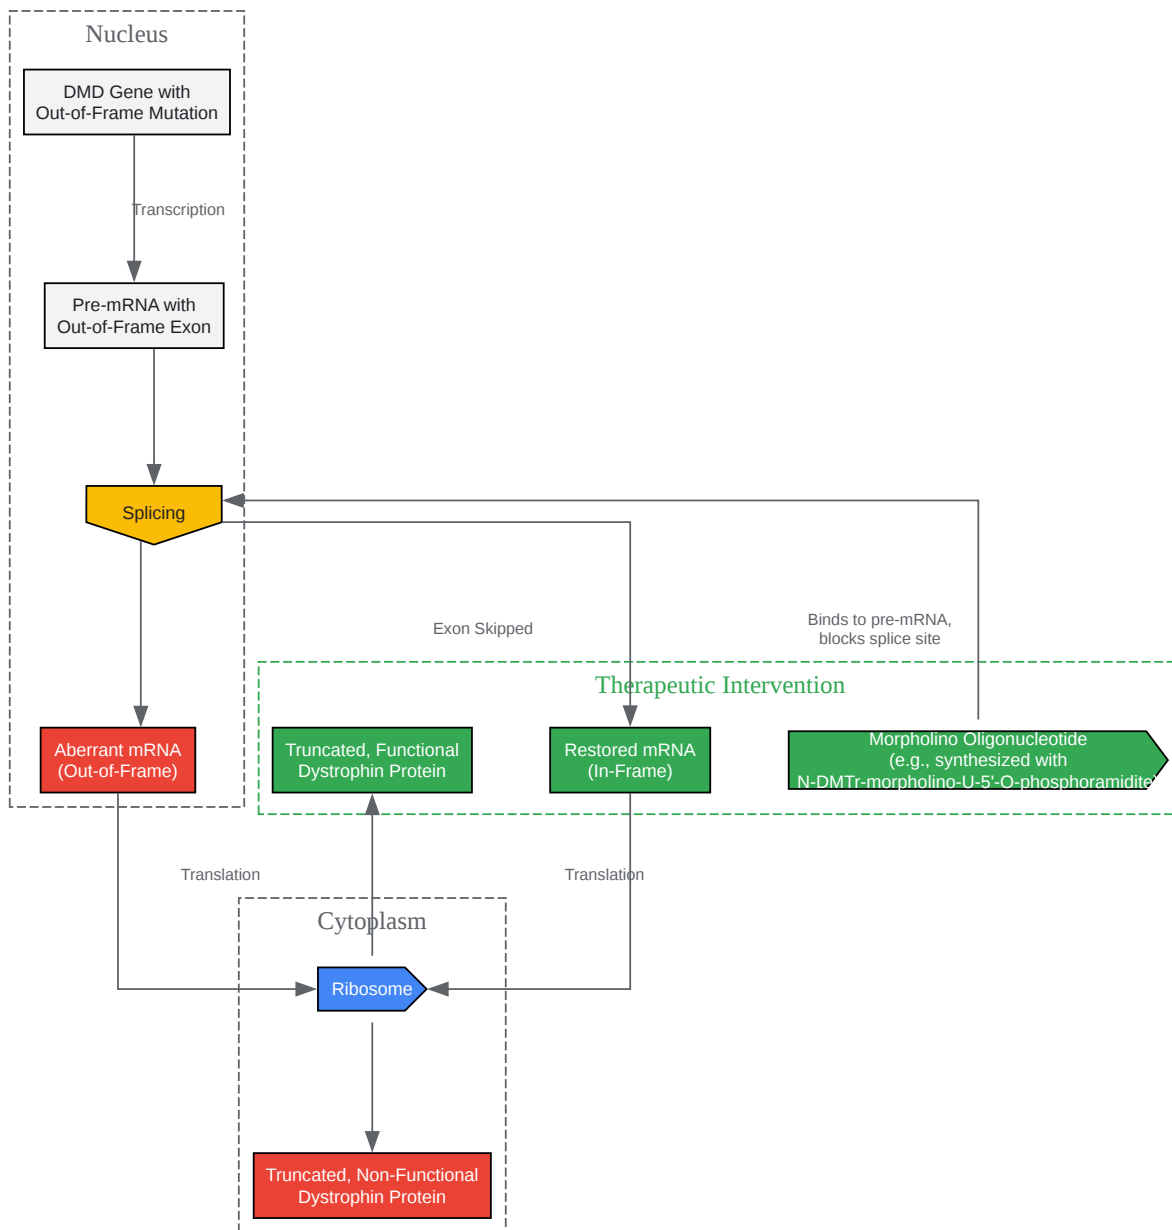 Nucleus
DMD Gene with
Out-of-Frame Mutation
Transcription
Pre-mRNA with
Out-of-Frame Exon
Splicing
Exon Skipped
Binds to pre-mRNA,
blocks splice site
Therapeutic Intervention
Aberrant mRNA
(Out-of-Frame)
Truncated, Functional
Dystrophin Protein
Restored mRNA
(In-Frame)
Morpholino Oligonucleotide
(e.g., synthesized with
N-DMTr-morpholino-U-5'-O-phosphoramidite)
Translation
Translation
Cytoplasm
Ribosome
Truncated, Non-Functional
Dystrophin Protein